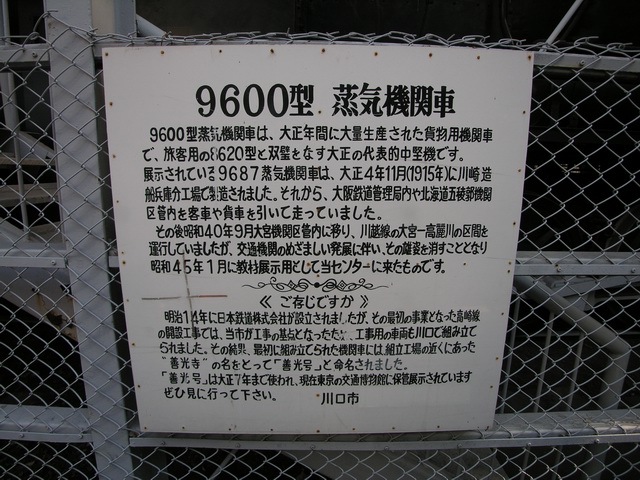 9600型 蒸気機関車
9600型蒸気機関車は、大正年間に大量生産された貨物用機関車
で、旅客用の8620型と双璧をなす大正の代表的中堅機です。
展示されている9687蒸気機関車は、大正4年11月(1915年)に川崎造
船兵庫分工場で製造されました。それから、大阪鉄道管理局内や北海道五稜郭機関
区管内を客車や貨車を引いて走っていました。
その後昭和40年9月大宮機関区管内に移り、川越線の大宮ー高麗川の区間を
運行していましたが、交通機関のめざましい発展に伴い、その雄姿を消すこととなり
昭和45年1月に教材展示用として当センターに来たものです。
《ご存じですか》
明治14年に日本鉄道株式会社が設立されましたが、その最初の事業となった高崎線
の開設工事では、当市が工事の基点となったため、工事用の車両も川口で組み立て
られました。その結果、最初に組み立てられた機関車には、組立工場の近くにあった
"善光寺"の名をとって「善光号」と命名されました。
「善光号」は大正7年まで使われ、現在東京の交通博物館に保管展示されています
ぜひ見に行って下さい。 川口市